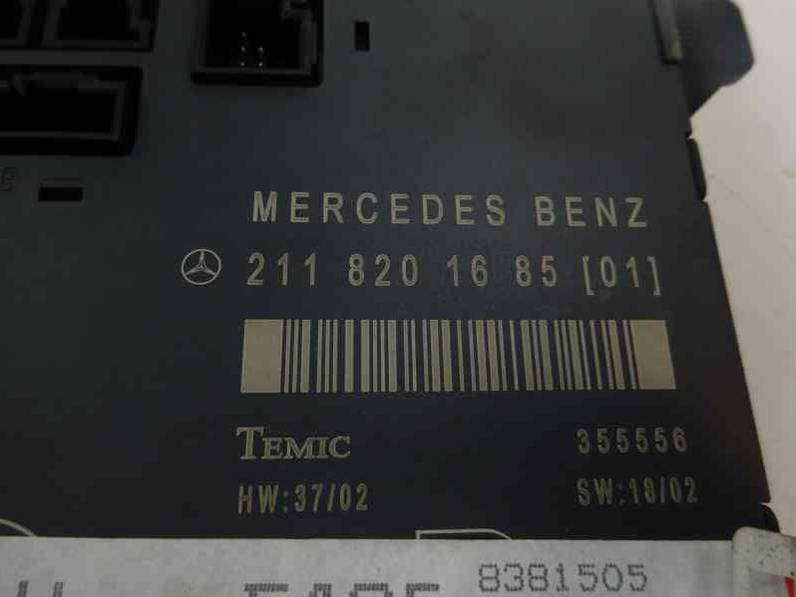 MERCEDES BENZ
211 820 16 85 [01]
TEMIC 355556
HW:37/02 SW:18/02
8381505